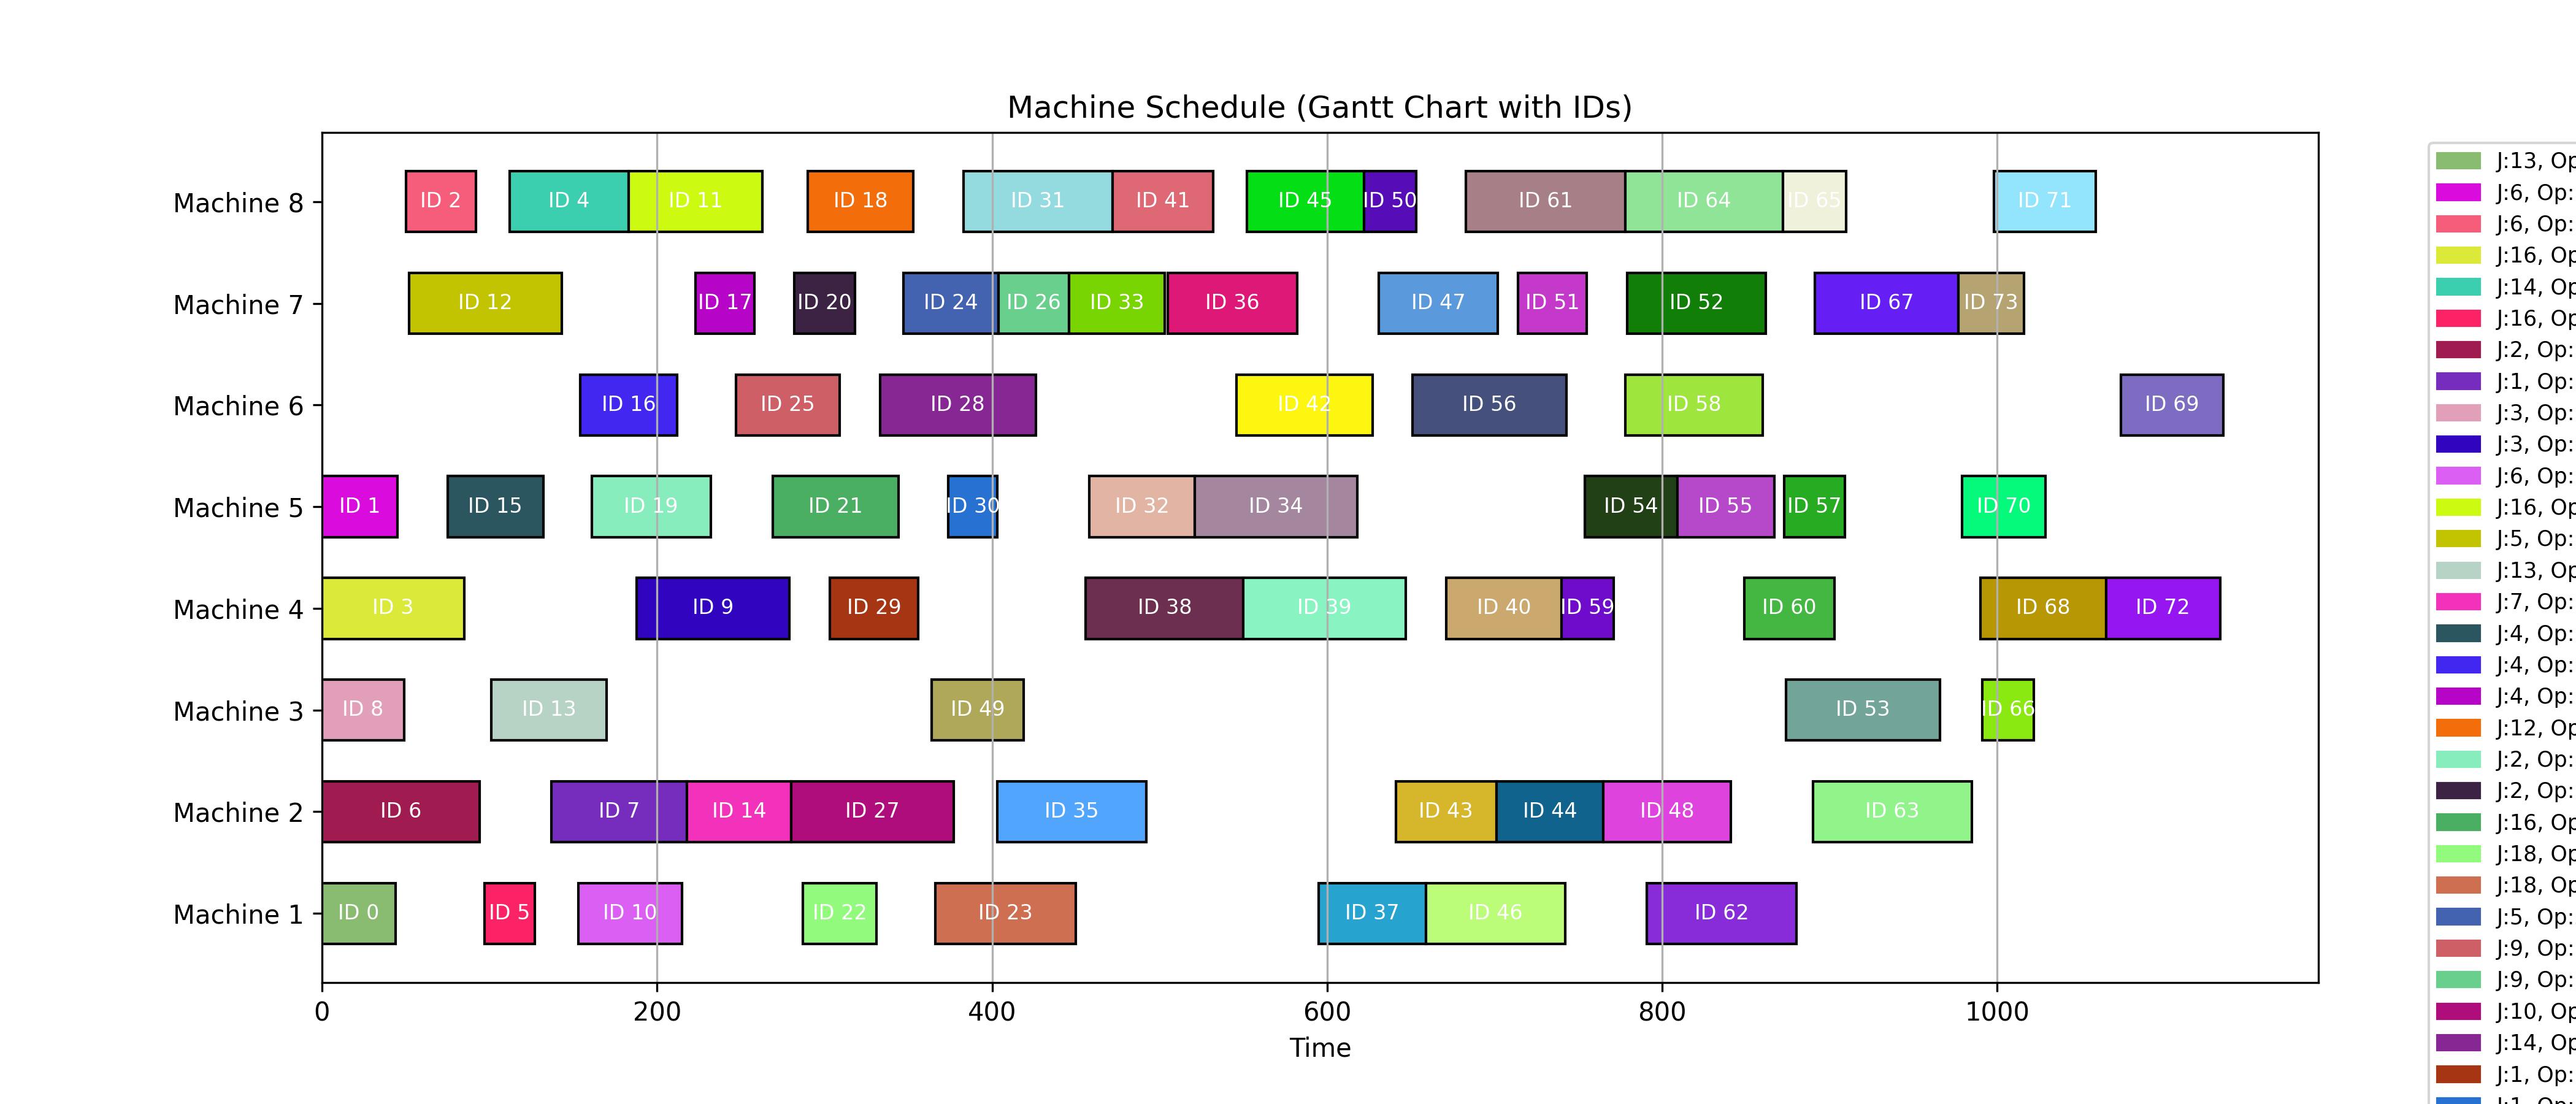 Machine Schedule (Gantt Chart with IDs)
Machine 8
ID 2 ID 4 ID 11 ID 18 ID 31 ID 41 ID 45 ID 50 ID 61 ID 64 ID 65 ID 71
Machine 7
ID 12 ID 17 ID 20 ID 24 ID 26 ID 33 ID 36 ID 47 ID 51 ID 52 ID 67 ID 73
Machine 6
ID 16 ID 25 ID 28 ID 42 ID 56 ID 58 ID 69
Machine 5
ID 1 ID 15 ID 19 ID 21 ID 30 ID 32 ID 34 ID 54 ID 55 ID 57 ID 70
Machine 4
ID 3 ID 9 ID 29 ID 38 ID 39 ID 40 ID 59 ID 60 ID 68 ID 72
Machine 3
ID 8 ID 13 ID 49 ID 53 ID 66
Machine 2
ID 6 ID 7 ID 14 ID 27 ID 35 ID 43 ID 44 ID 48 ID 63
Machine 1
ID 0 ID 5 ID 10 ID 22 ID 23 ID 37 ID 46 ID 62
0 200 400 600 800 1000
Time
J:13, Op
J:6, Op:
J:6, Op:
J:16, Op
J:14, Op
J:16, Op
J:2, Op:
J:1, Op:
J:3, Op:
J:3, Op:
J:6, Op:
J:16, Op
J:5, Op:
J:13, Op
J:7, Op:
J:4, Op:
J:4, Op:
J:4, Op:
J:12, Op
J:2, Op:
J:2, Op:
J:16, Op
J:18, Op
J:18, Op
J:5, Op:
J:9, Op:
J:9, Op:
J:10, Op
J:14, Op
J:1, Op: